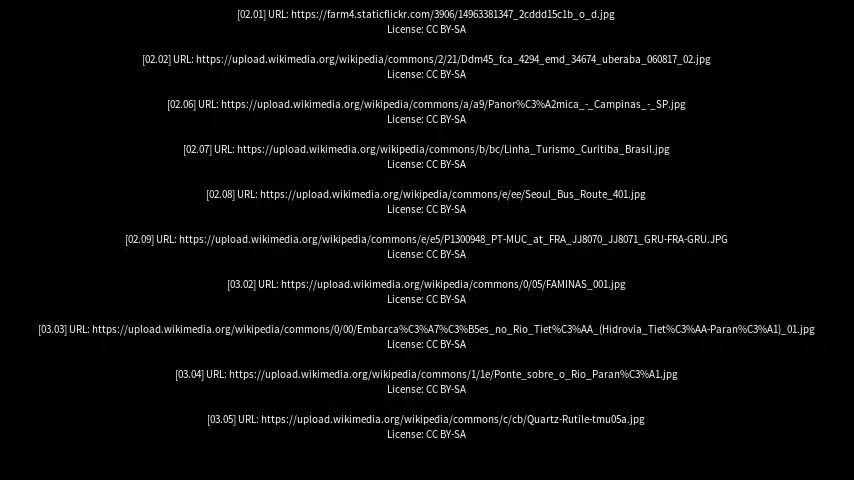 [02.01] URL: https://farm4.staticflickr.com/3906/14963381347_2cddd15c1b_o_d.jpg
License: CC BY-SA
[02.02] URL: https://upload.wikimedia.org/wikipedia/commons/2/21/Ddm45_fca_4294_emd_34674_uberaba_060817_02.jpg
License: CC BY-SA
[02.06] URL: https://upload.wikimedia.org/wikipedia/commons/a/a9/Panor%C3%A2mica_-_Campinas_-_SP.jpg
License: CC BY-SA
[02.07] URL: https://upload.wikimedia.org/wikipedia/commons/b/bc/Linha_Turismo_Curitiba_Brasil.jpg
License: CC BY-SA
[02.08] URL: https://upload.wikimedia.org/wikipedia/commons/e/ee/Seoul_Bus_Route_401.jpg
License: CC BY-SA
[02.09] URL: https://upload.wikimedia.org/wikipedia/commons/e/e5/P1300948_PT-MUC_at_FRA_JJ8070_JJ8071_GRU-FRA-GRU.JPG
License: CC BY-SA
[03.02] URL: https://upload.wikimedia.org/wikipedia/commons/0/05/FAMINAS_001.jpg
License: CC BY-SA
[03.03] URL: https://upload.wikimedia.org/wikipedia/commons/0/00/Embarca%C3%A7%C3%B5es_no_Rio_Tiet%C3%AA_(Hidrovia_Tiet%C3%AA-Paran%C3%A1)_01.jpg
License: CC BY-SA
[03.04] URL: https://upload.wikimedia.org/wikipedia/commons/1/1e/Ponte_sobre_o_Rio_Paran%C3%A1.jpg
License: CC BY-SA
[03.05] URL: https://upload.wikimedia.org/wikipedia/commons/c/cb/Quartz-Rutile-tmu05a.jpg
License: CC BY-SA